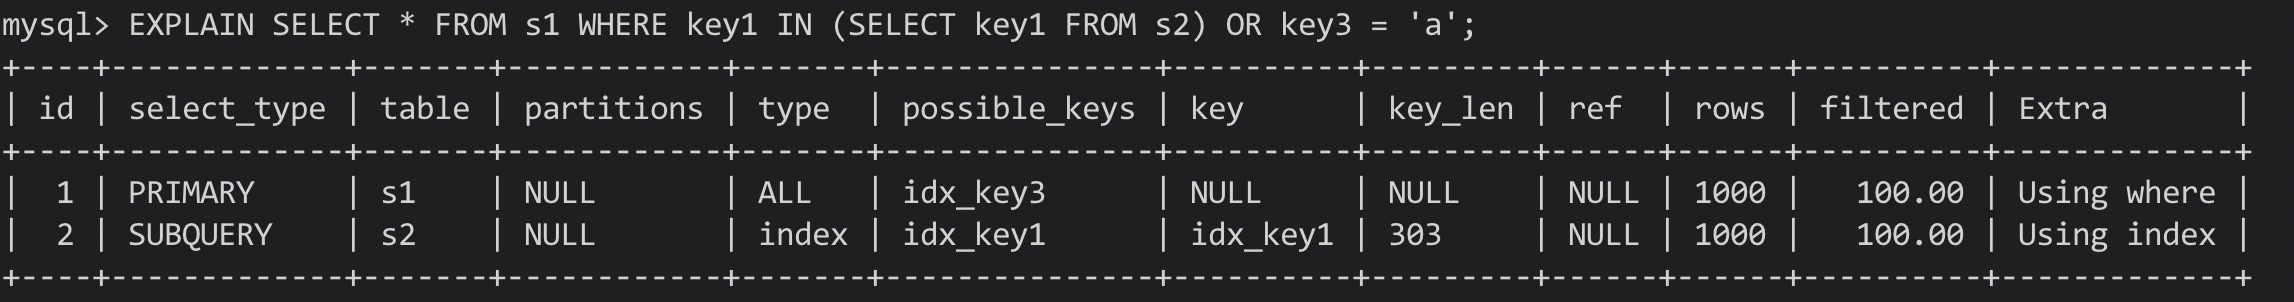 mysql> EXPLAIN SELECT * FROM s1 WHERE key1 IN (SELECT key1 FROM s2) OR key3 = 'a';
+----+-------------+-------+------------+-------+---------------+----------+---------+------+------+----------+-------------+
| id | select_type | table | partitions | type  | possible_keys | key      | key_len | ref  | rows | filtered | Extra       |
+----+-------------+-------+------------+-------+---------------+----------+---------+------+------+----------+-------------+
|  1 | PRIMARY     | s1    | NULL       | ALL   | idx_key3      | NULL     | NULL    | NULL | 1000 |   100.00 | Using where |
|  2 | SUBQUERY    | s2    | NULL       | index | idx_key1      | idx_key1 | 303     | NULL | 1000 |   100.00 | Using index |
+----+-------------+-------+------------+-------+---------------+----------+---------+------+------+----------+-------------+